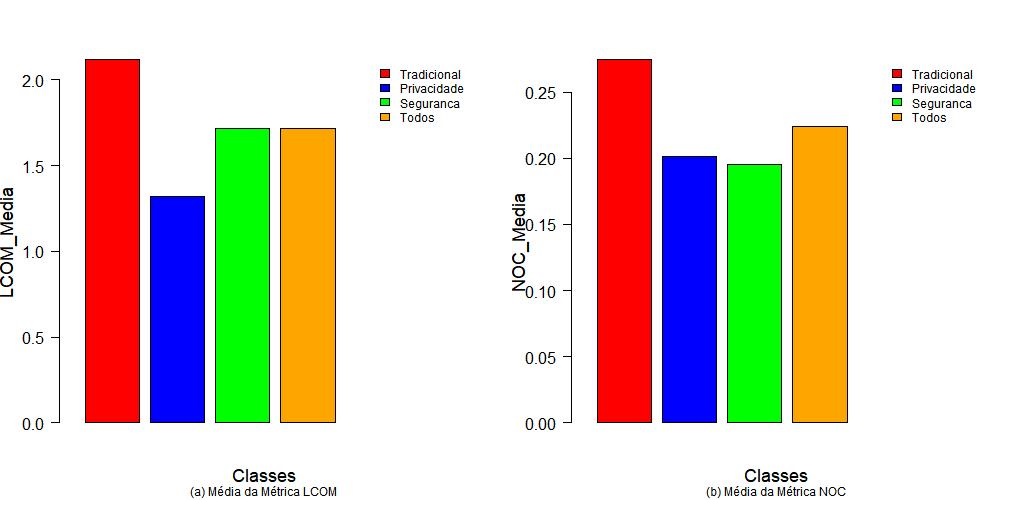 LCOM_Media
2.0
1.5
1.0
0.5
0.0
Tradicional
Privacidade
Seguranca
Todos
Classes
(a) Média da Métrica LCOM
NOC_Media
0.25
0.20
0.15
0.10
0.05
0.00
Tradicional
Privacidade
Seguranca
Todos
Classes
(b) Média da Métrica NOC